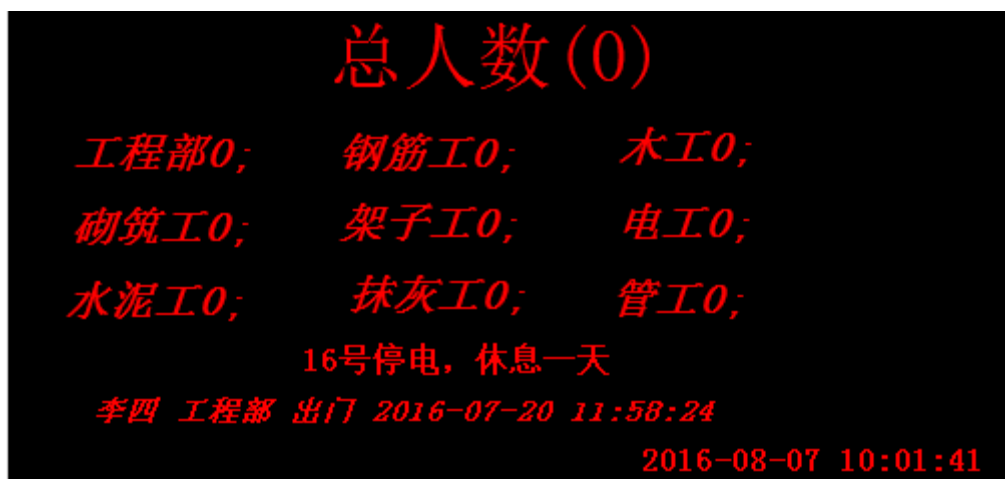 总人数(0)
工程部0; 钢筋工0; 木工0;
砌筑工0; 架子工0; 电工0;
水泥工0; 抹灰工0; 管工0;
16号停电，休息一天
李四 工程部 出门 2016-07-20 11:58:24
2016-08-07 10:01:41